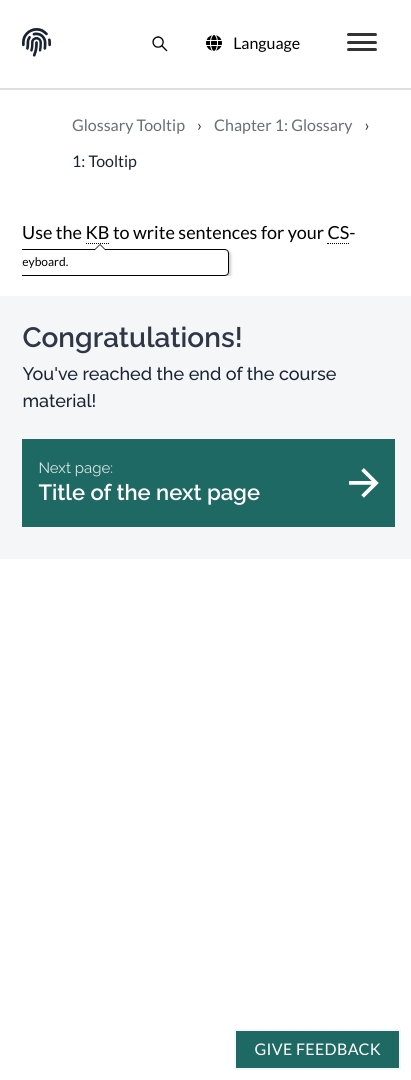 Language
Glossary Tooltip › Chapter 1: Glossary ›
1: Tooltip
Use the KB to write sentences for your CS-
eyboard.
Congratulations!
You've reached the end of the course
material!
Next page:
Title of the next page
GIVE FEEDBACK